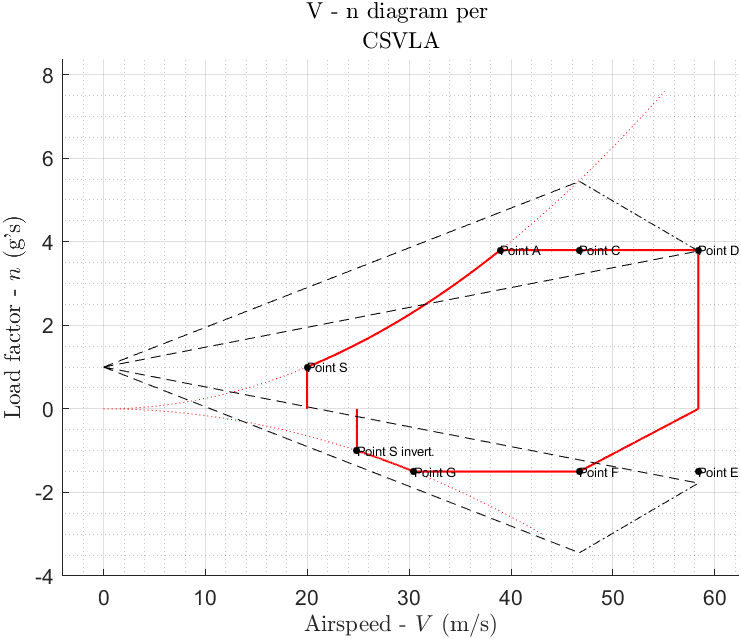 V - n diagram per
CSVLA
8
6
4
2
0
-2
-4
0 10 20 30 40 50 60
Load factor - n (g's)
Airspeed - V (m/s)
Point A
Point C
Point D
Point S
Point S invert.
Point G
Point F
Point E